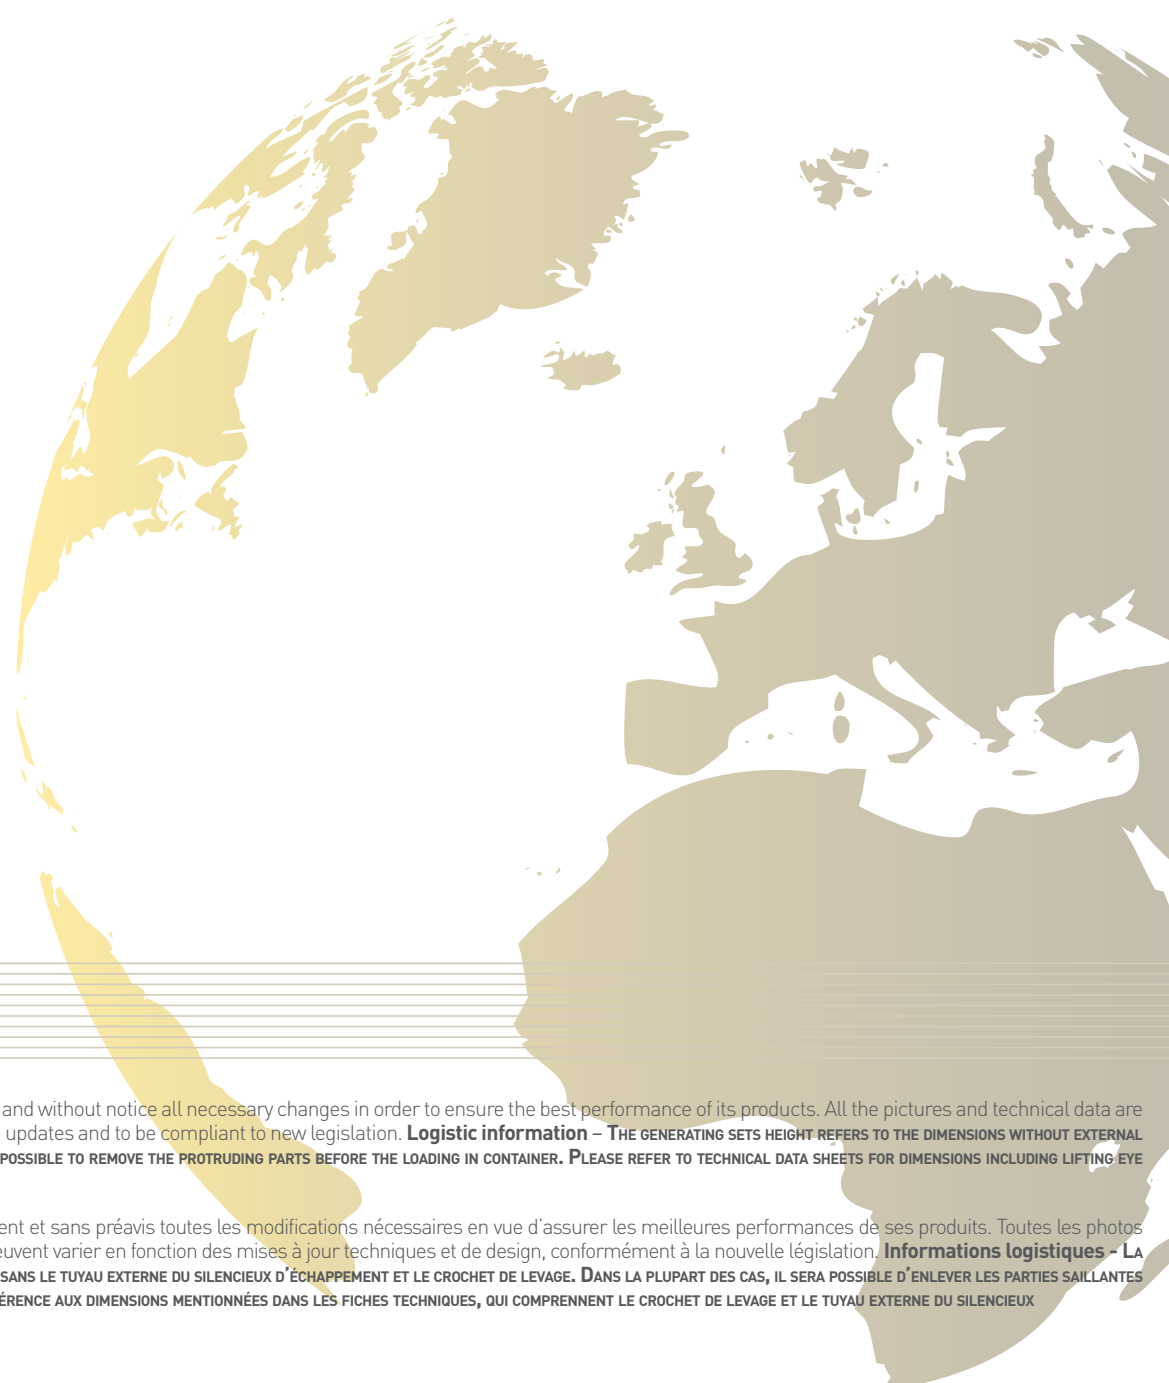 and without notice all necessary changes in order to ensure the best performance of its products. All the pictures and technical data are
updates and to be compliant to new legislation. Logistic information – The generating sets height refers to the dimensions without external
possible to remove the protruding parts before the loading in container. Please refer to technical data sheets for dimensions including lifting eye
ent et sans préavis toutes les modifications nécessaires en vue d'assurer les meilleures performances de ses produits. Toutes les photos
euvent varier en fonction des mises à jour techniques et de design, conformément à la nouvelle législation. Informations logistiques - La
sans le tuyau externe du silencieux d'échappement et le crochet de levage. Dans la plupart des cas, il sera possible d'enlever les parties saillantes
érence aux dimensions mentionnées dans les fiches techniques, qui comprennent le crochet de levage et le tuyau externe du silencieux